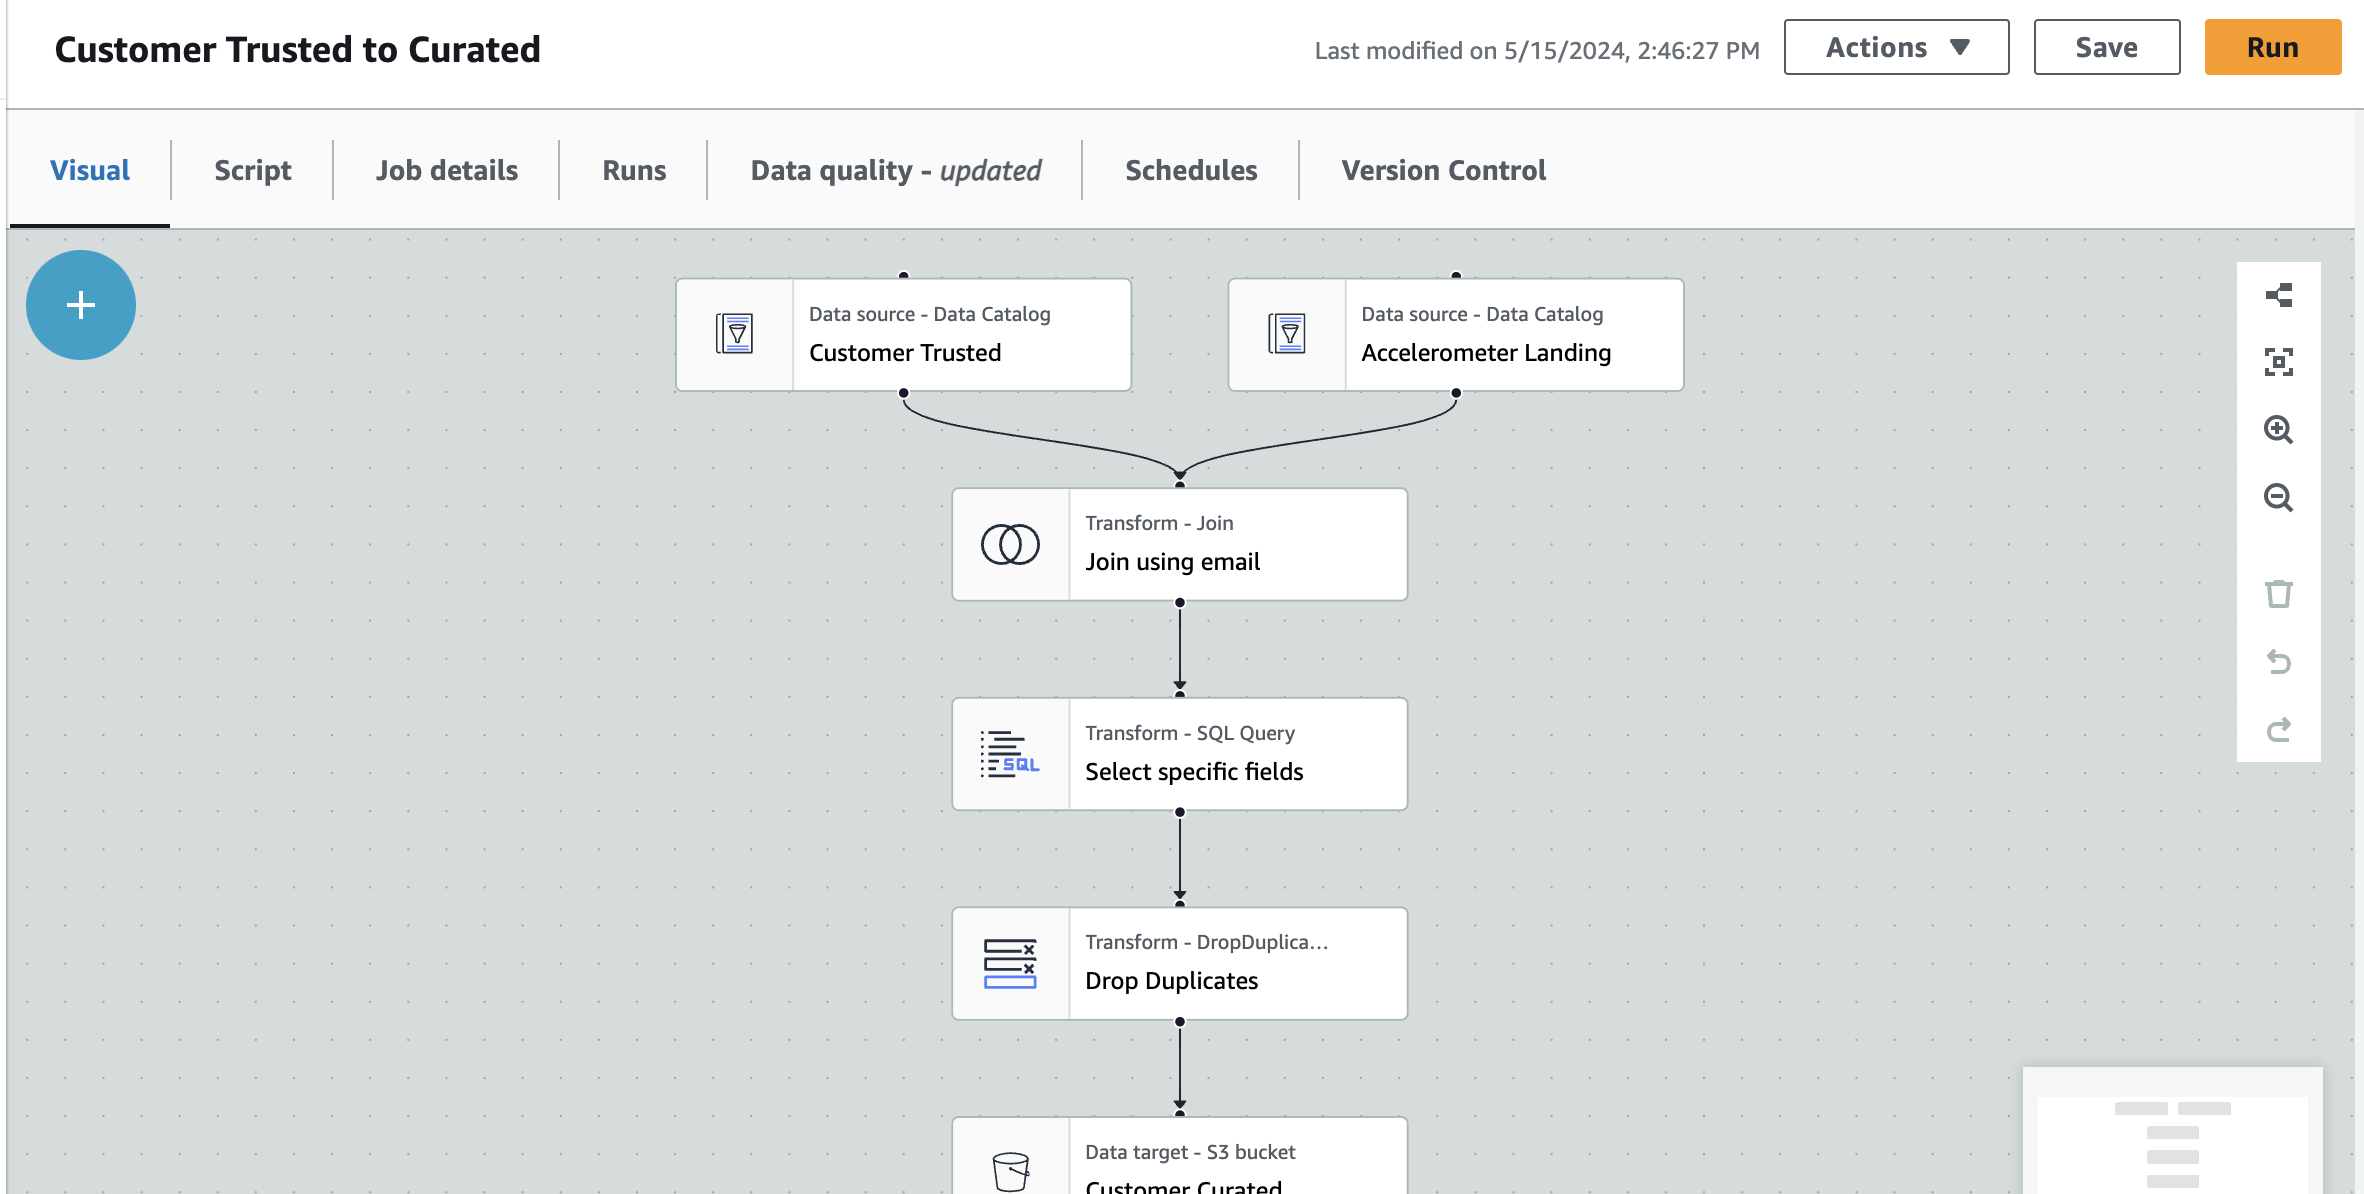 Customer Trusted to Curated
Last modified on 5/15/2024, 2:46:27 PM
Actions
Save
Run
Visual
Script
Job details
Runs
Data quality - updated
Schedules
Version Control
Data source - Data Catalog
Customer Trusted
Data source - Data Catalog
Accelerometer Landing
Transform - Join
Join using email
Transform - SQL Query
Select specific fields
SQL
Transform - DropDuplica...
Drop Duplicates
Data target - S3 bucket
Customer Curated